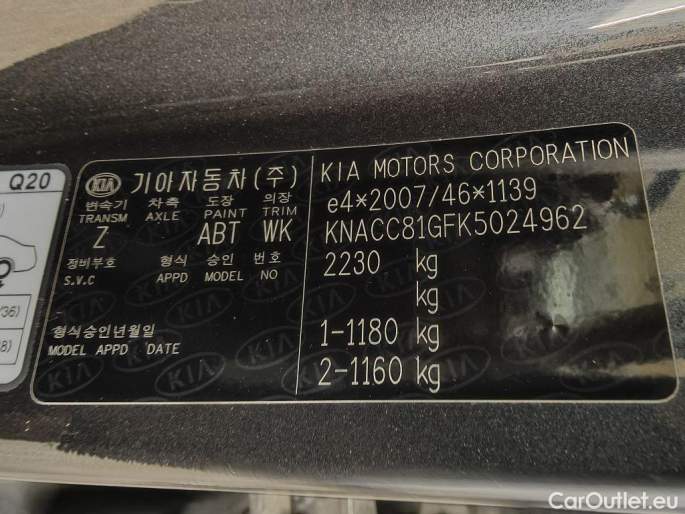 Q20
KIA 기아자동차(주)
변속기 차축 도장 의장
TRANSM AXLE PAINT TRIM
Z ABT WK
정비부호 형식 승인 번호
S.V.C APPD MODEL NO
형식승인년월일
MODEL APPD DATE
KIA MOTORS CORPORATION
e4*2007/46*1139
KNACC81GFK5024962
2230 kg
kg
1-1180 kg
2-1160 kg
CarOutlet.eu